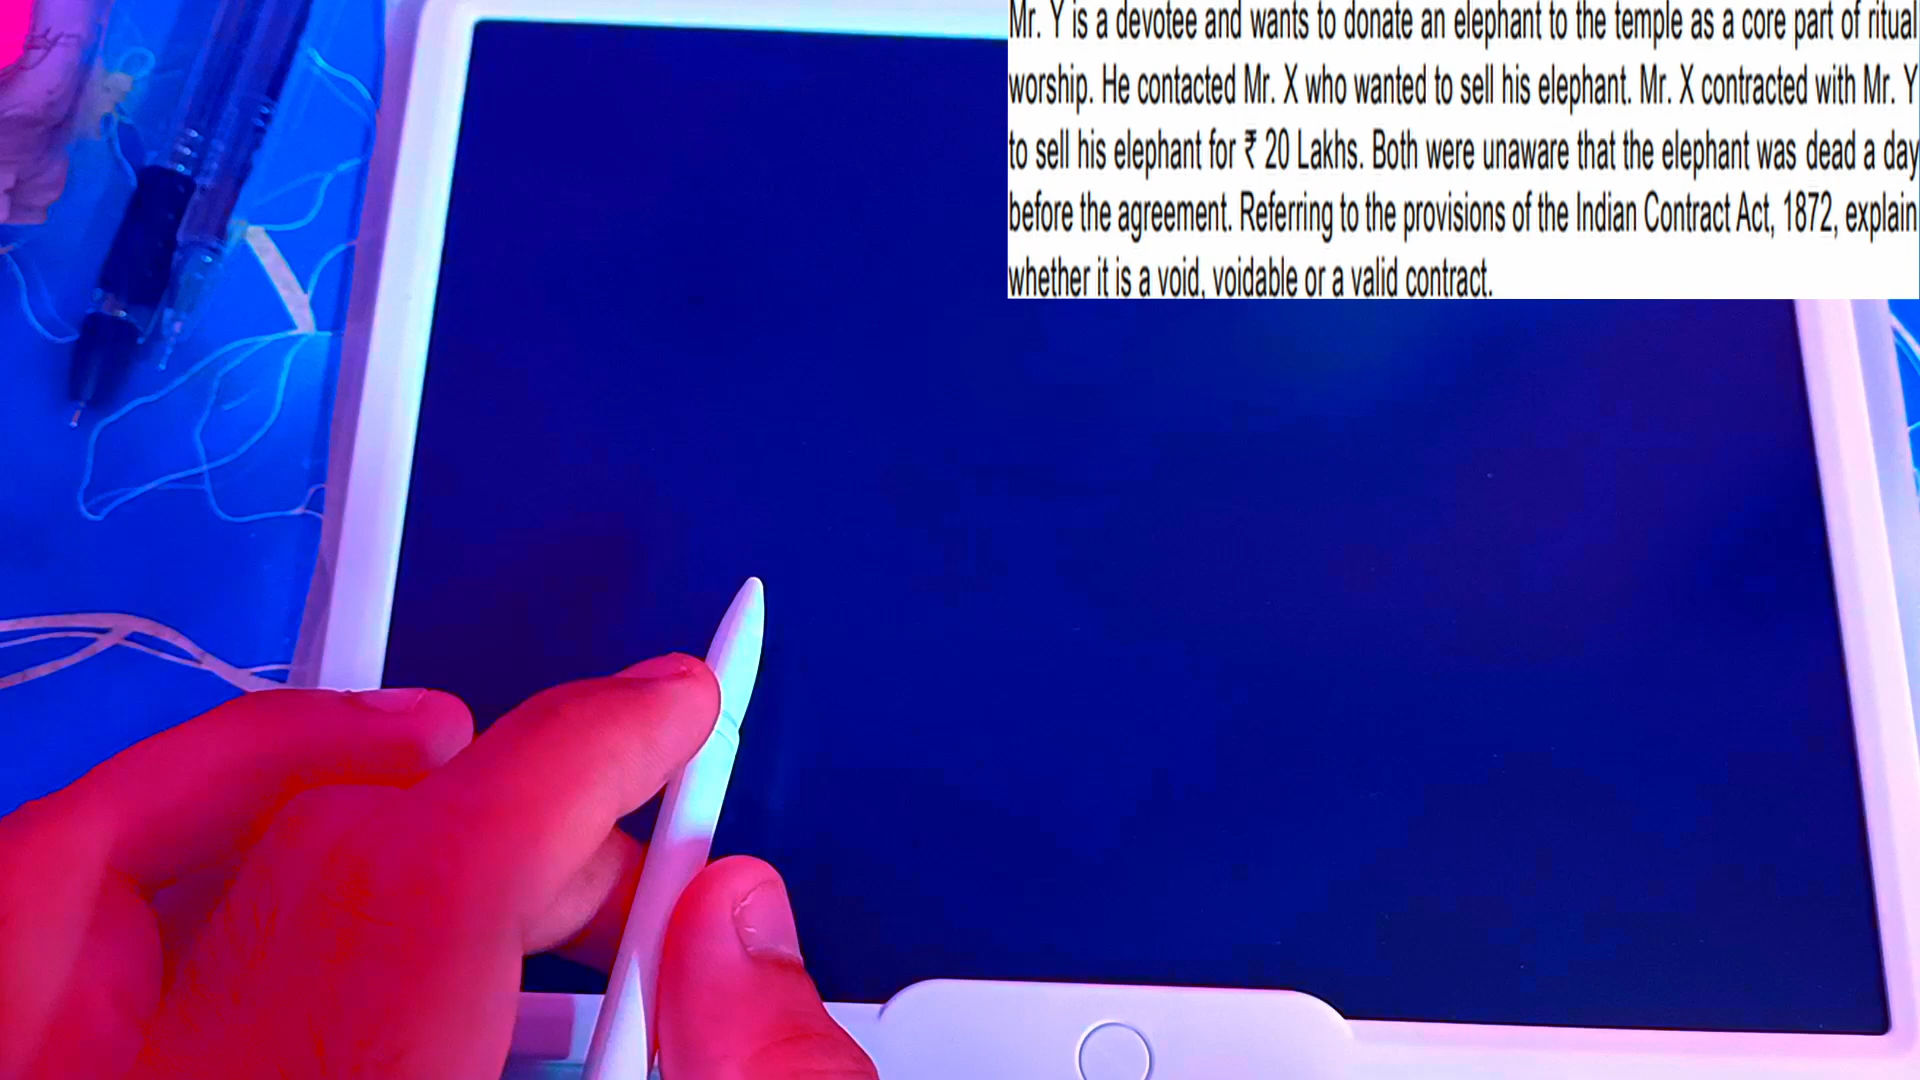 Mr. Y is a devotee and wants to donate an elephant to the temple as a core part of ritual
worship. He contacted Mr. X who wanted to sell his elephant. Mr. X contracted with Mr. Y
to sell his elephant for ₹ 20 Lakhs. Both were unaware that the elephant was dead a day
before the agreement. Referring to the provisions of the Indian Contract Act, 1872, explain
whether it is a void, voidable or a valid contract.